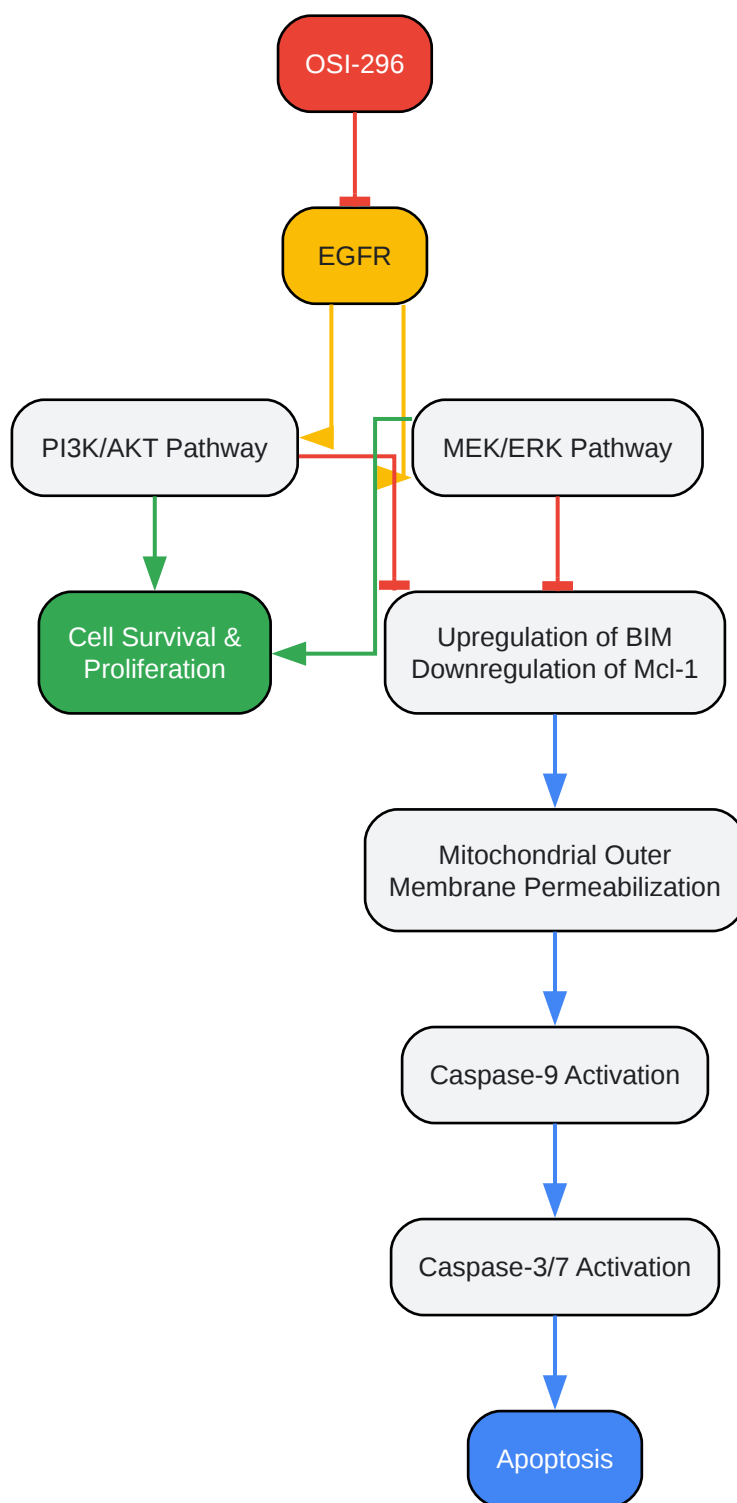 OSI-296
EGFR
PI3K/AKT Pathway
MEK/ERK Pathway
Cell Survival &
Proliferation
Upregulation of BIM
Downregulation of Mcl-1
Mitochondrial Outer
Membrane Permeabilization
Caspase-9 Activation
Caspase-3/7 Activation
Apoptosis